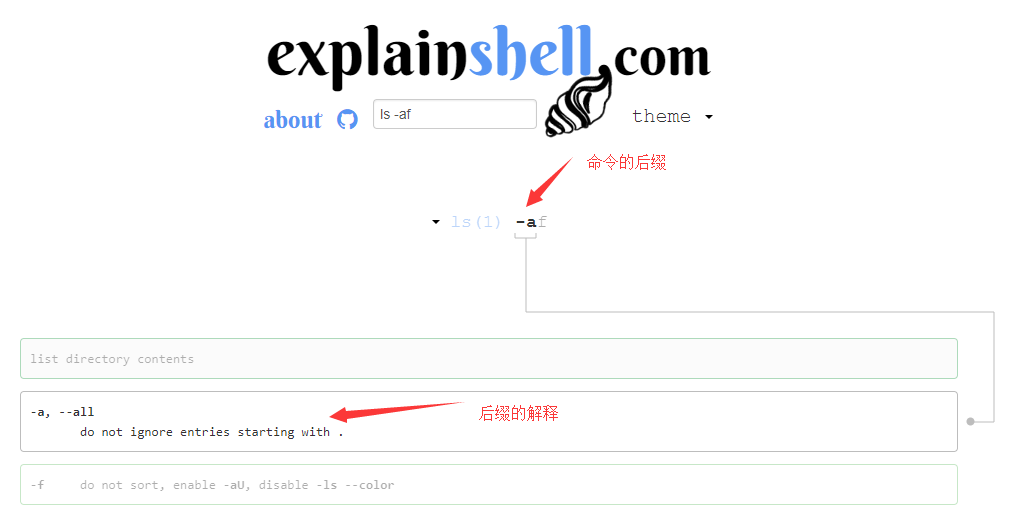 explainshell.com
about
ls -af
theme
命令的后缀
ls(1) -af
list directory contents
-a, --all
do not ignore entries starting with .
后缀的解释
-f do not sort, enable -aU, disable -ls --color